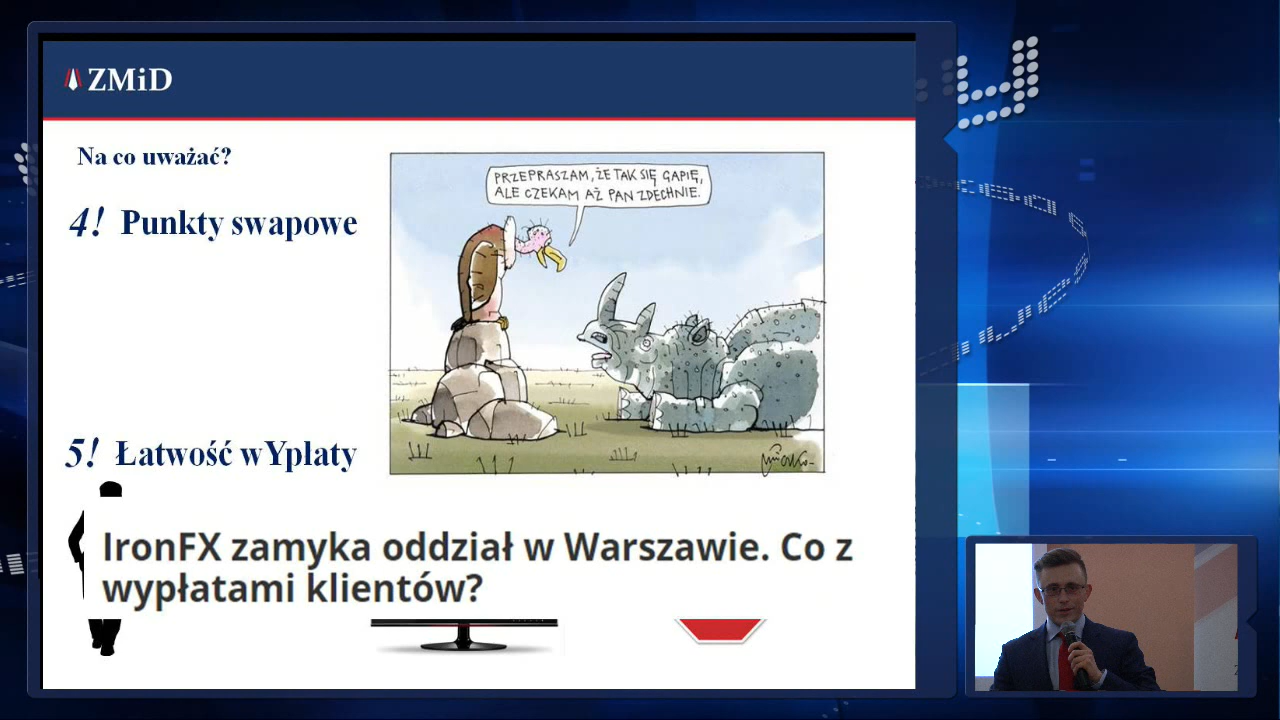 ZMiD
Na co uważać?
4! Punkty swapowe
PRZEPRASZAM, ŻE TAK SIĘ GAPIĘ,
ALE CZEKAM AŻ PAN ZDECHNIE.
5! Łatwość wYpłaty
IronFX zamyka oddział w Warszawie. Co z
wypłatami klientów?